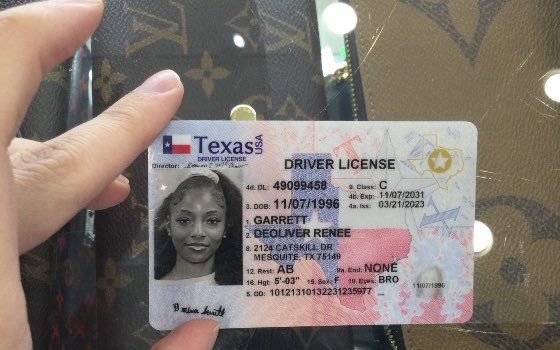 Texas USA
DRIVER LICENSE
Director:
DRIVER LICENSE
4d. DL: 49099458 9. Class: C
4b. Exp: 11/07/2031
3. DOB: 11/07/1996 4a. Iss: 03/21/2023
1. GARRETT
2. DEOLIVER RENEE
8. 2124 CATSKILL DR
MESQUITE, TX 75149
12. Rest: AB 9a. End: NONE
16. Hgt: 5'-03" 15. Sex: F 18. Eyes: BRO
5. DD: 10121310132231235977
11/07/1996